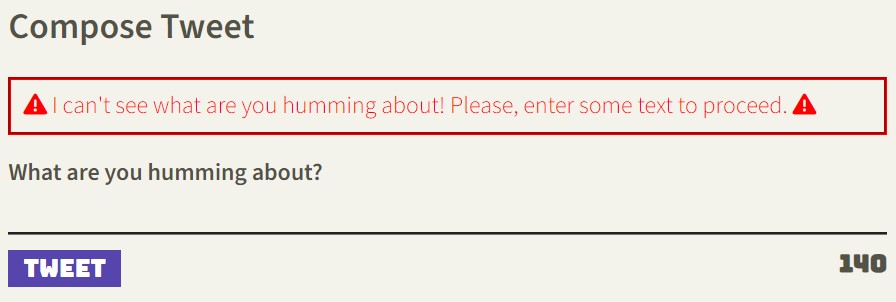 Compose Tweet
I can't see what are you humming about! Please, enter some text to proceed.
What are you humming about?
TWEET
140